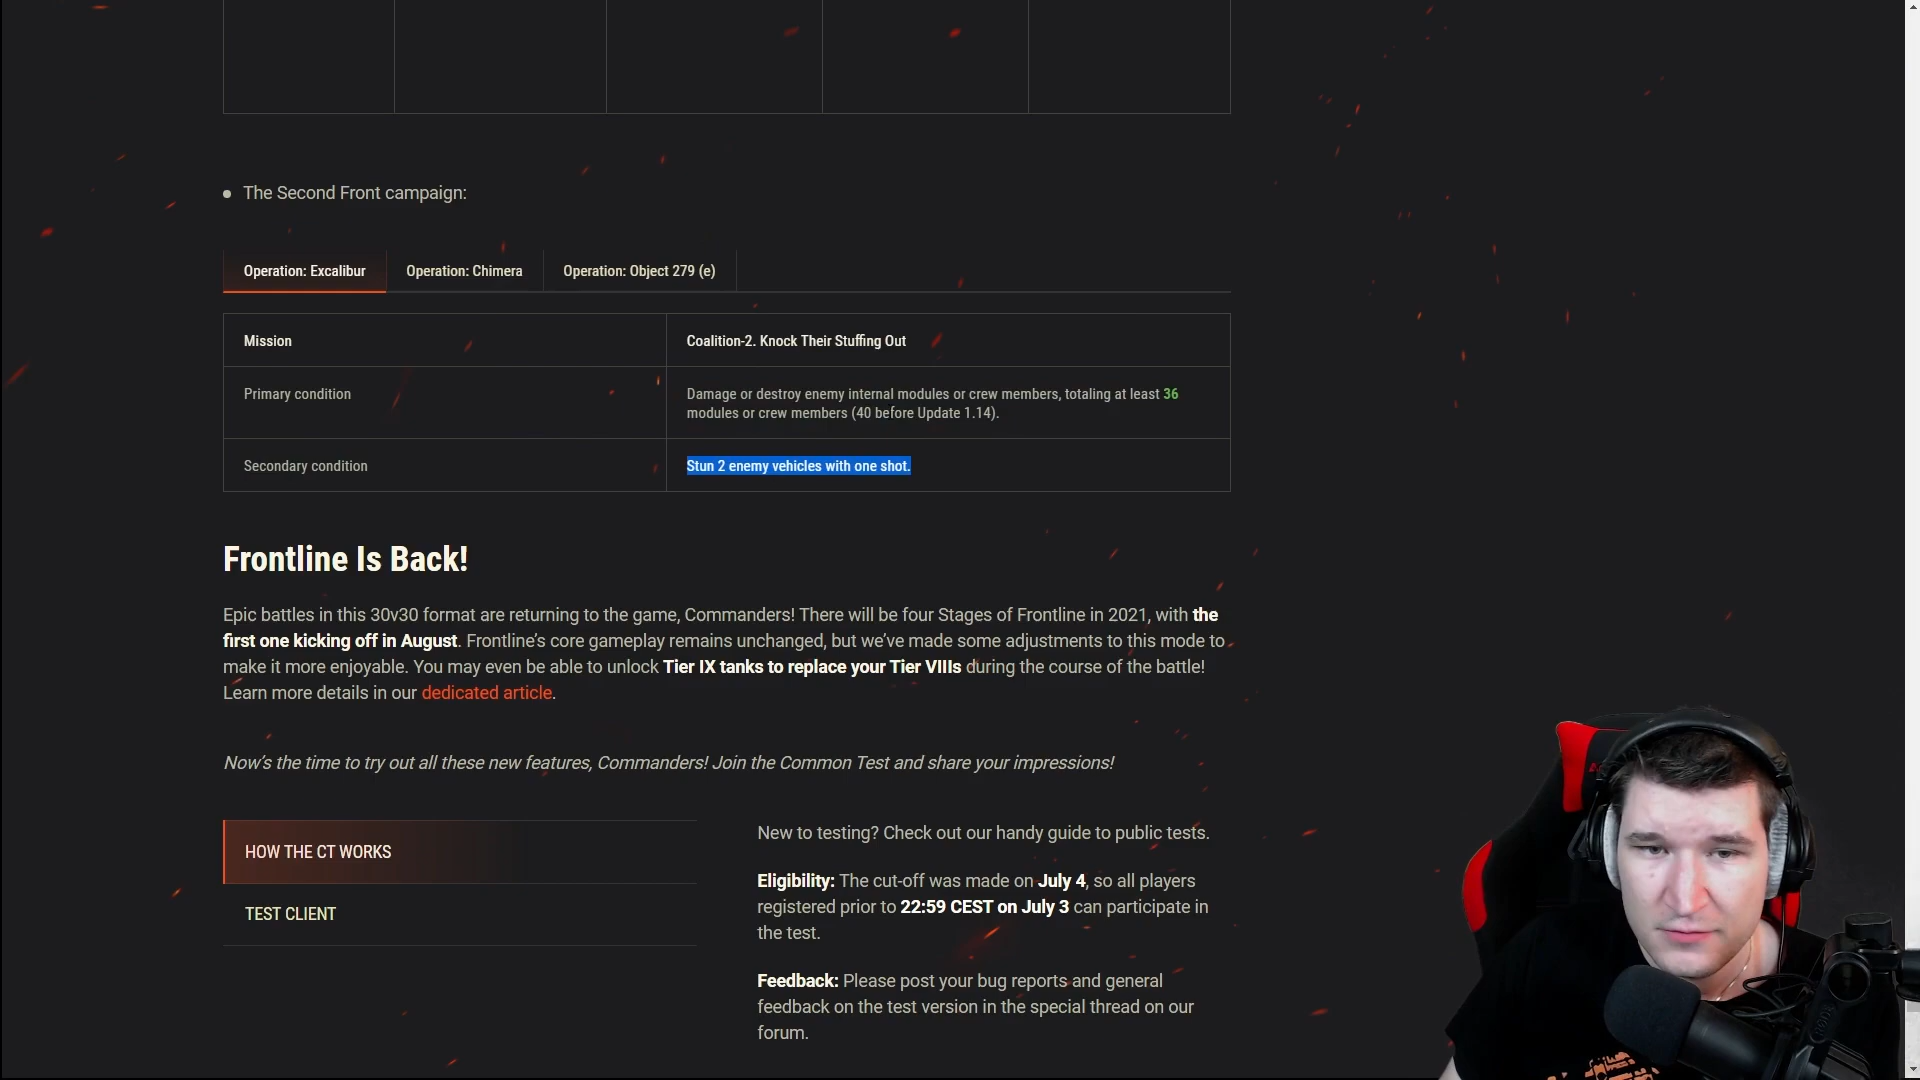 The Second Front campaign:
Operation: Excalibur
Operation: Chimera
Operation: Object 279 (e)
Mission
Coalition-2. Knock Their Stuffing Out
Primary condition
Damage or destroy enemy internal modules or crew members, totaling at least 36
modules or crew members (40 before Update 1.14).
Secondary condition
Stun 2 enemy vehicles with one shot.
Frontline Is Back!
Epic battles in this 30v30 format are returning to the game, Commanders! There will be four Stages of Frontline in 2021, with the
first one kicking off in August. Frontline’s core gameplay remains unchanged, but we’ve made some adjustments to this mode to
make it more enjoyable. You may even be able to unlock Tier IX tanks to replace your Tier VIIIs during the course of the battle!
Learn more details in our dedicated article.
Now’s the time to try out all these new features, Commanders! Join the Common Test and share your impressions!
HOW THE CT WORKS
TEST CLIENT
New to testing? Check out our handy guide to public tests.
Eligibility: The cut-off was made on July 4, so all players
registered prior to 22:59 CEST on July 3 can participate in
the test.
Feedback: Please post your bug reports and general
feedback on the test version in the special thread on our
forum.